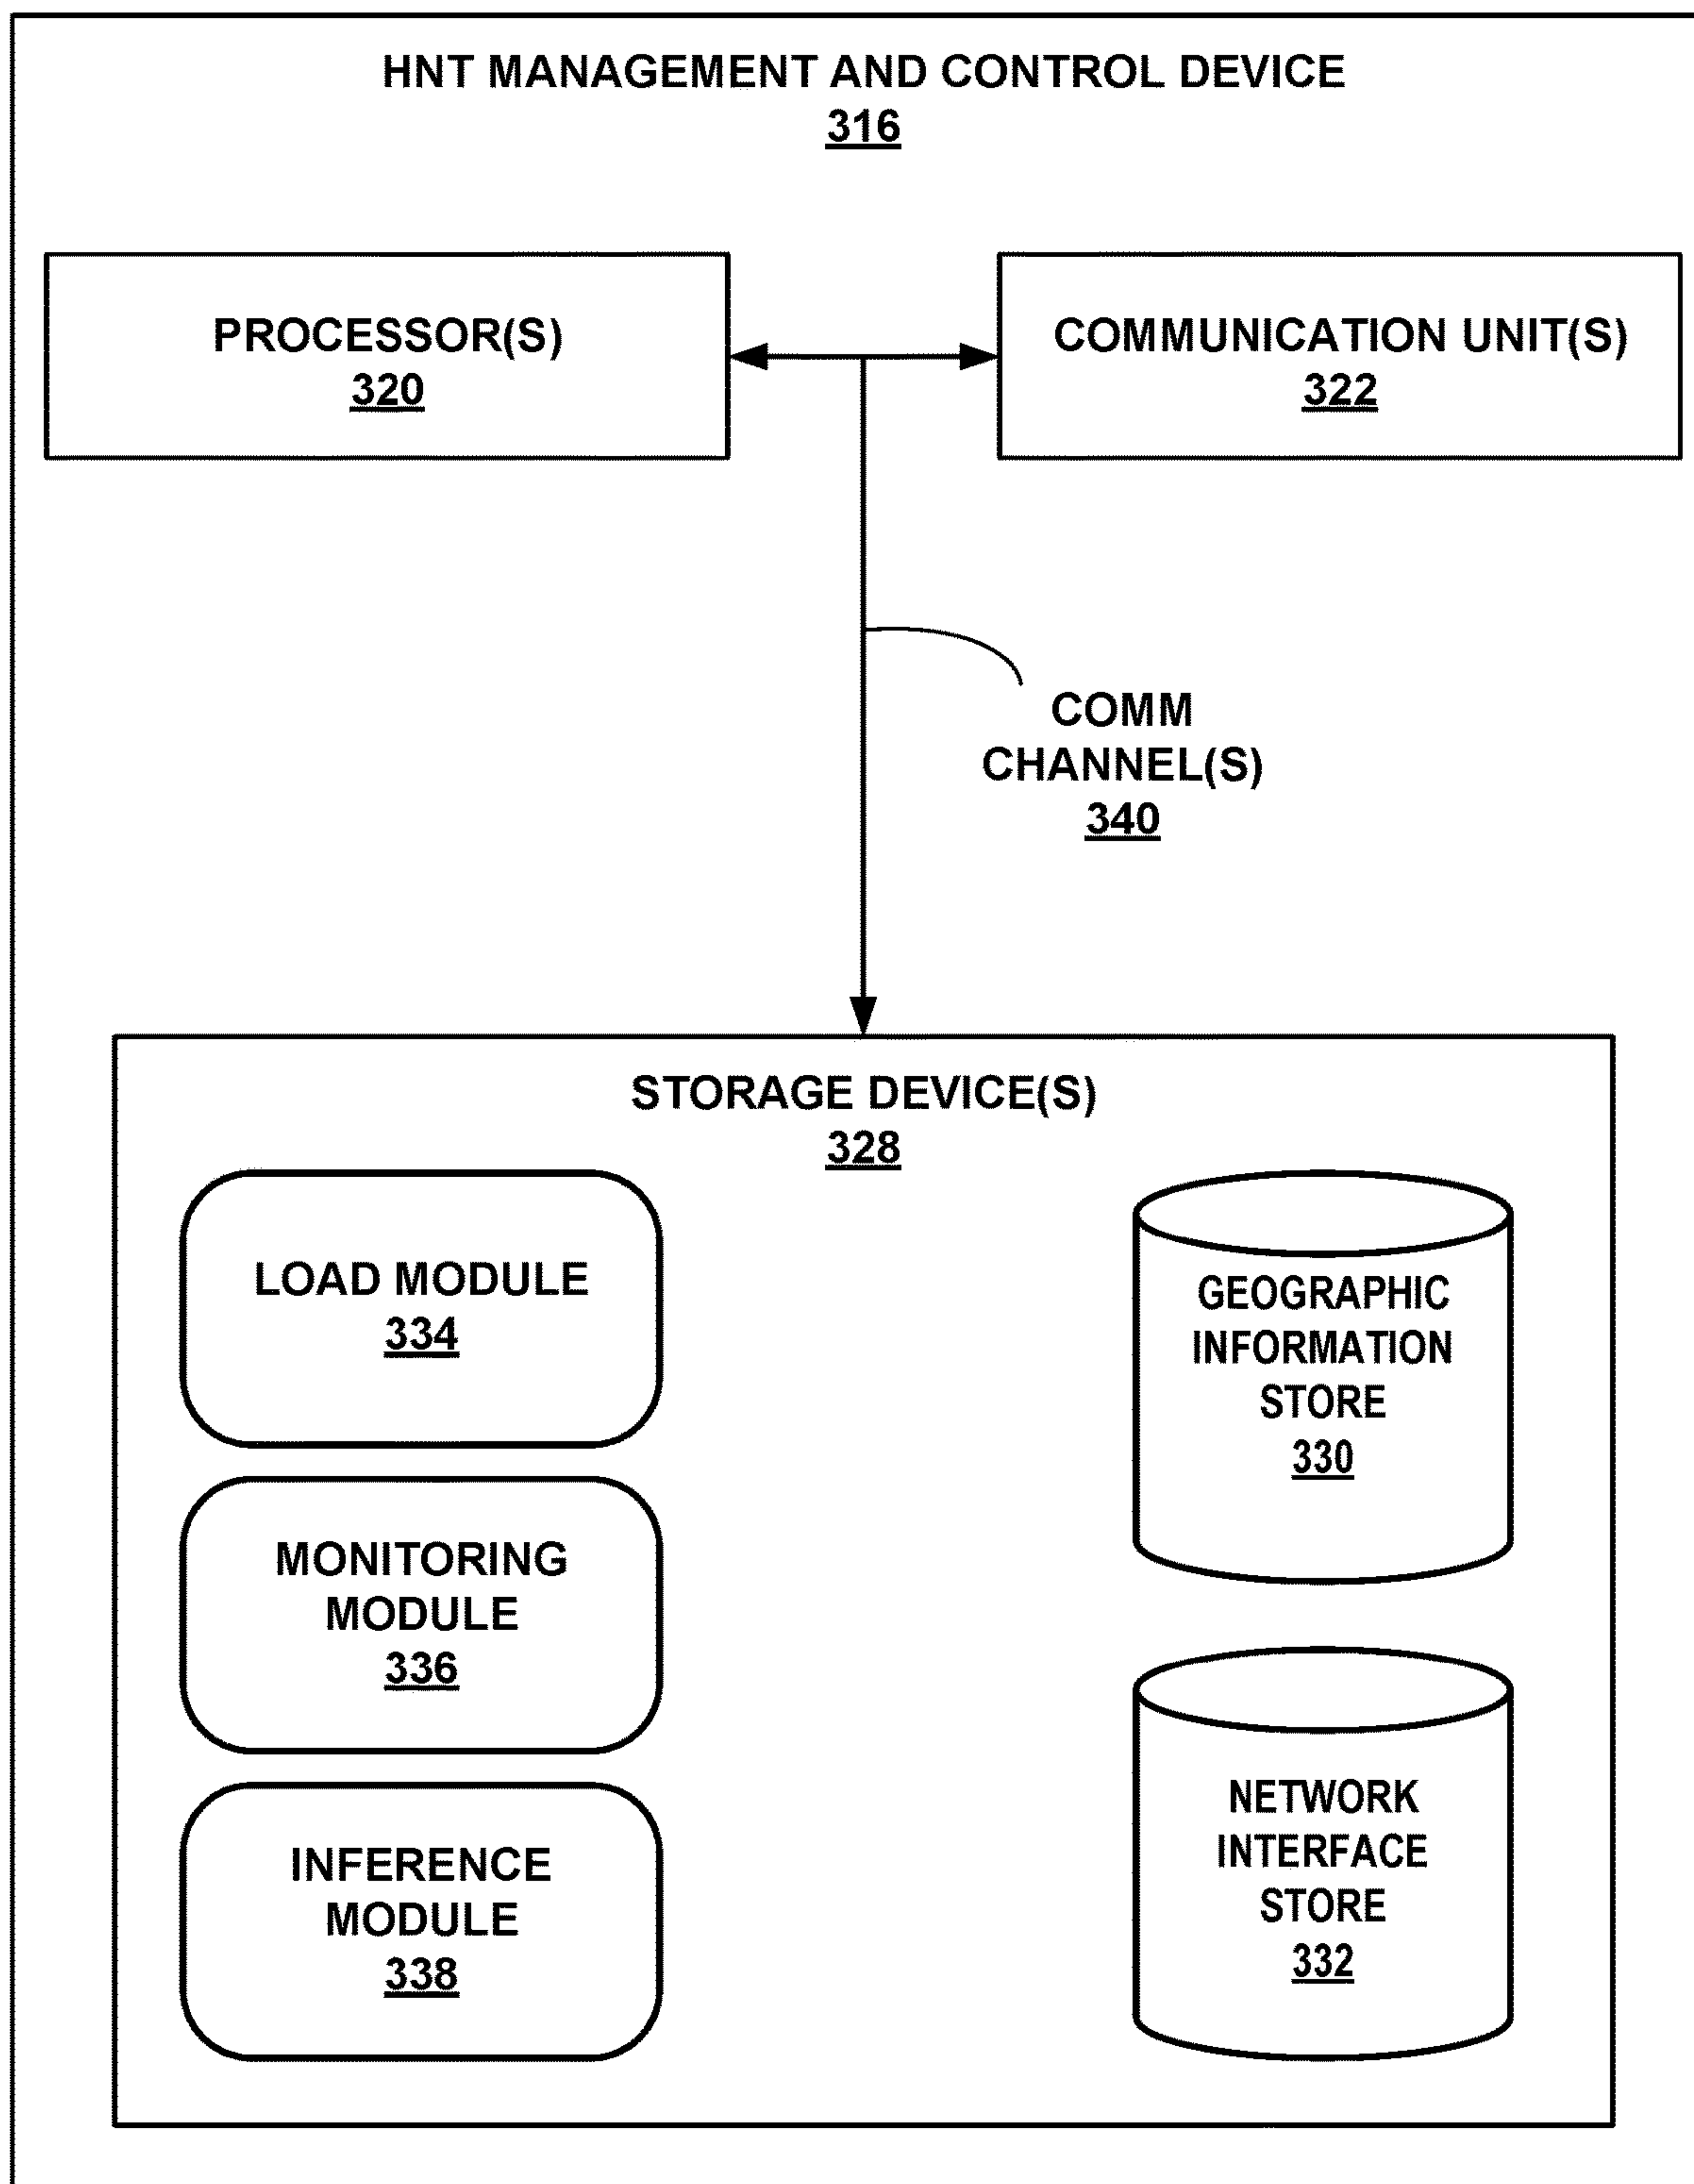 HNT MANAGEMENT AND CONTROL DEVICE
316
PROCESSOR(S)
320
COMMUNICATION UNIT(S)
322
COMM
CHANNEL(S)
340
STORAGE DEVICE(S)
328
LOAD MODULE
334
MONITORING
MODULE
336
INFERENCE
MODULE
338
GEOGRAPHIC
INFORMATION
STORE
330
NETWORK
INTERFACE
STORE
332